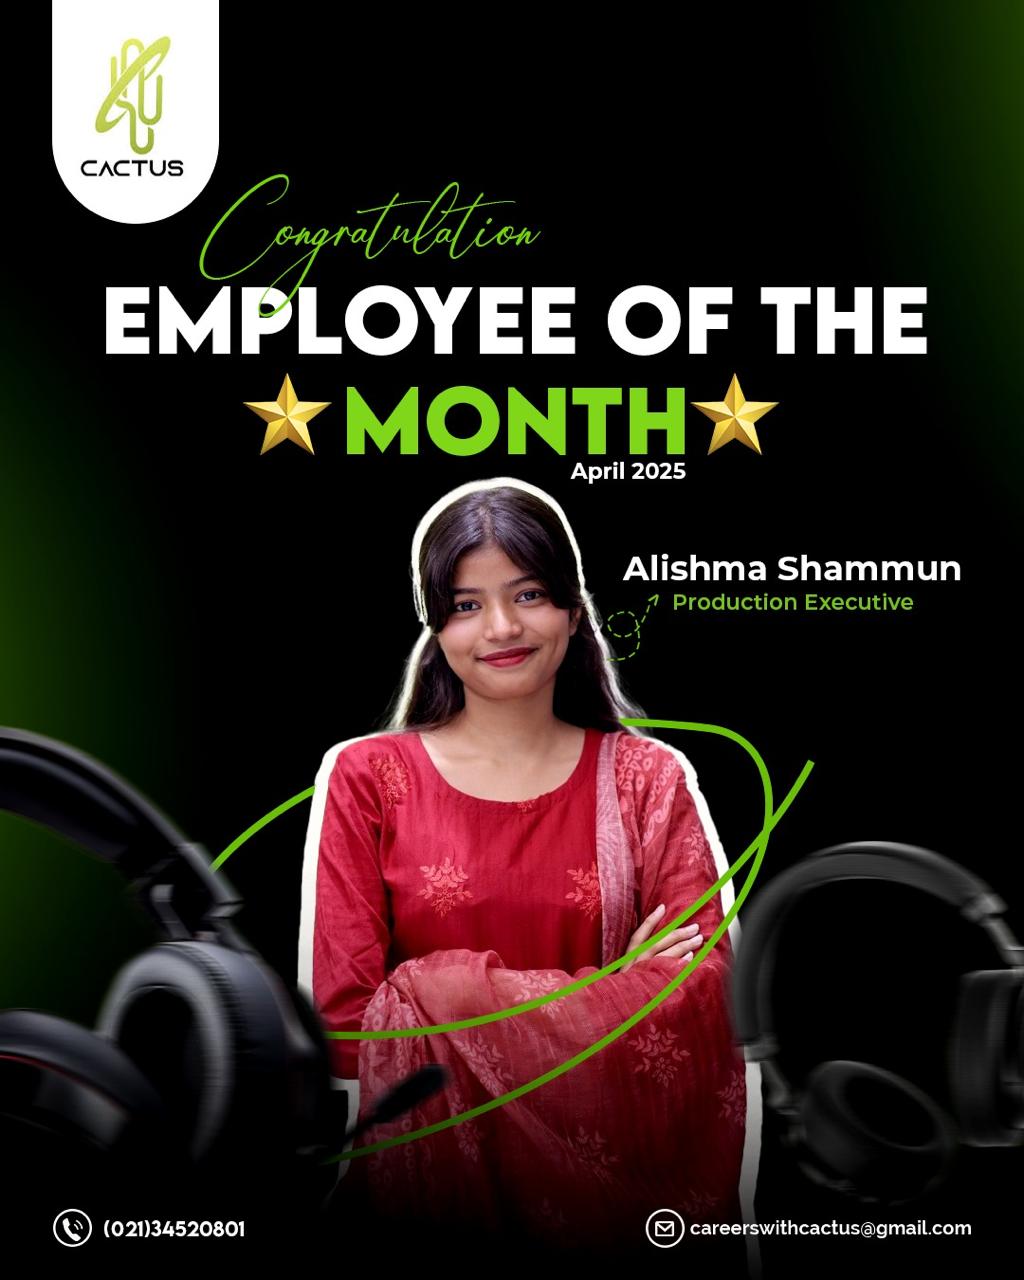 CACTUS
Congratulation
EMPLOYEE OF THE
MONTH
April 2025
Alishma Shammun
Production Executive
(021)34520801
careerswithcactus@gmail.com